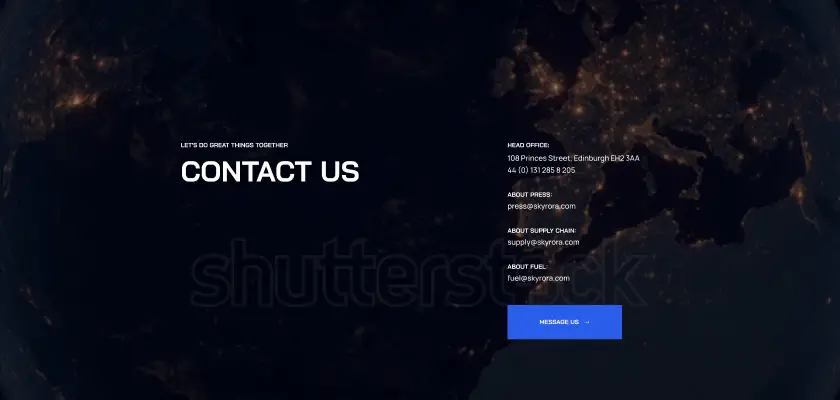 LET'S DO GREAT THINGS TOGETHER
CONTACT US
HEAD OFFICE:
108 Princes Street, Edinburgh EH2 3AA
44 (0) 131 285 8 205
ABOUT PRESS:
press@skyrora.com
ABOUT SUPPLY CHAIN:
supply@skyrora.com
ABOUT FUEL:
fuel@skyrora.com
MESSAGE US →
shutterstock